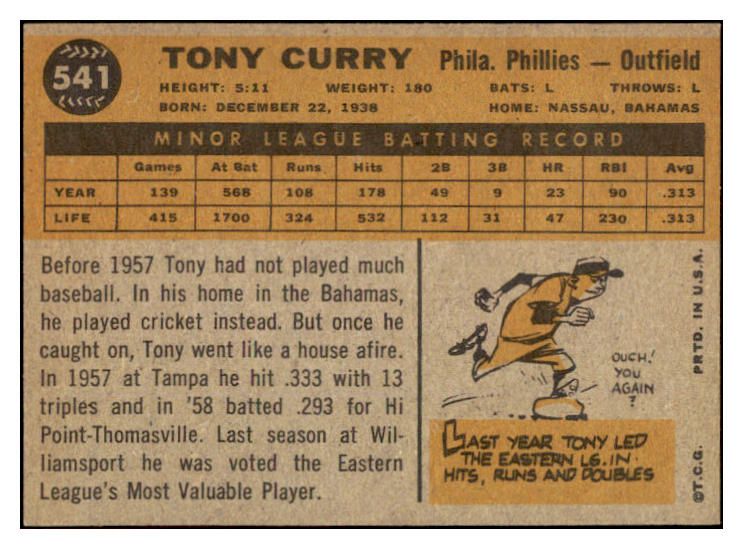 541
TONY CURRY Phila. Phillies — Outfield
HEIGHT: 5:11 WEIGHT: 180 BATS: L THROWS: L
BORN: DECEMBER 22, 1938 HOME: NASSAU, BAHAMAS
MINOR LEAGUE BATTING RECORD
Games At Bat Runs Hits 2B 3B HR RBI Avg
YEAR 139 568 108 178 49 9 23 90 .313
LIFE 415 1700 324 532 112 31 47 230 .313
Before 1957 Tony had not played much
baseball. In his home in the Bahamas,
he played cricket instead. But once he
caught on, Tony went like a house afire.
In 1957 at Tampa he hit .333 with 13
triples and in '58 batted .293 for Hi
Point-Thomasville. Last season at Wil-
liamsport he was voted the Eastern
League's Most Valuable Player.
OUCH!
YOU
AGAIN
?
LAST YEAR TONY LED
THE EASTERN LG. IN
HITS, RUNS AND DOUBLES
©T.C.G. PRTD. IN U.S.A.